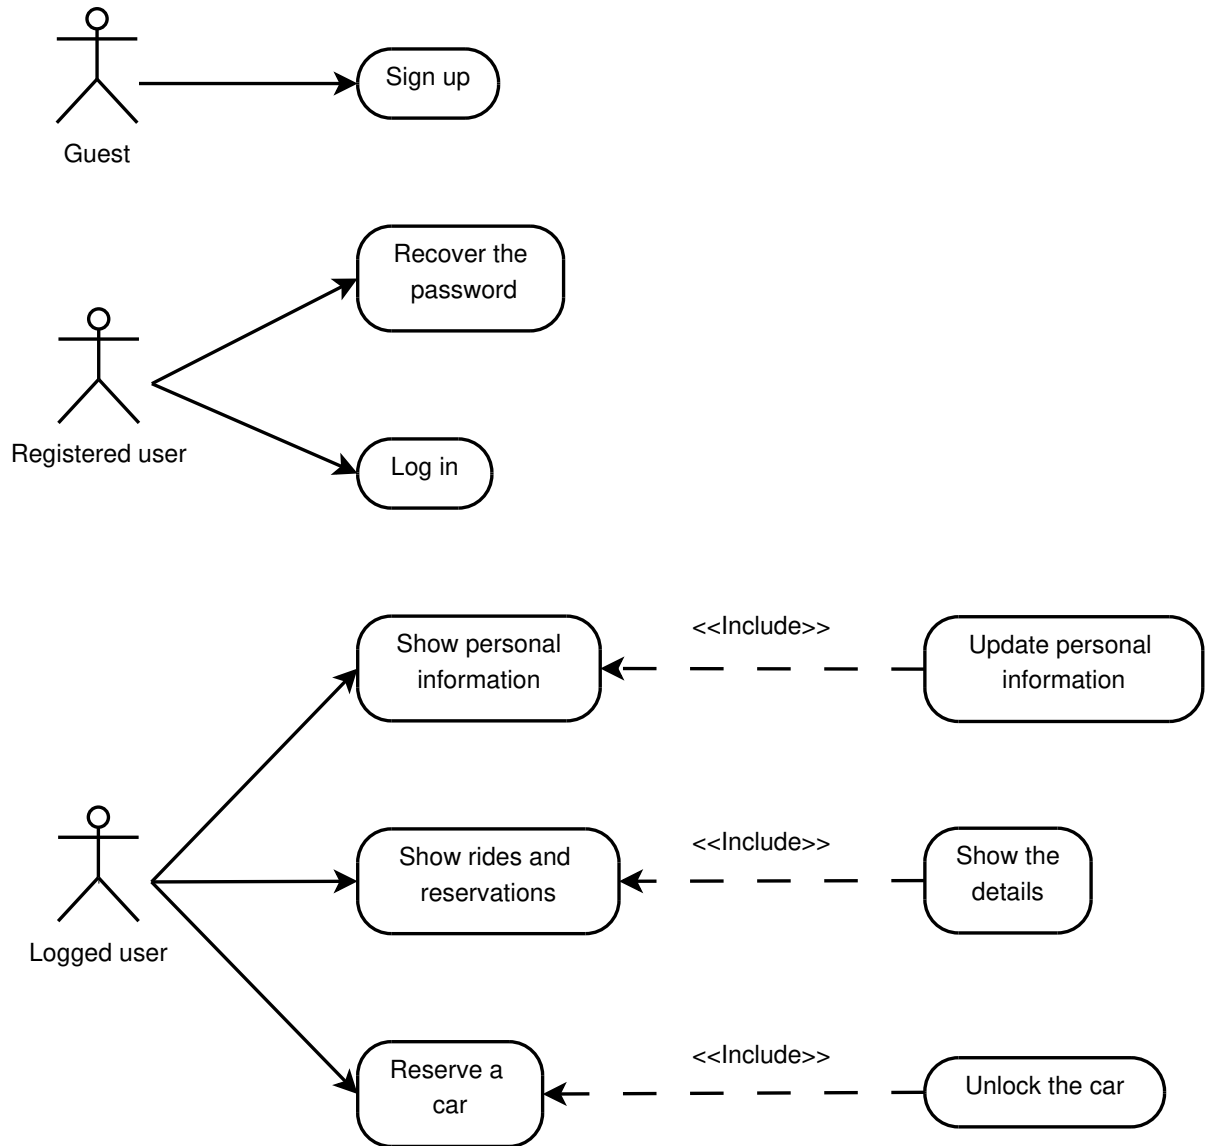 Sign up
Guest
Recover the
password
Registered user
Log in
Show personal
information
<<Include>>
Update personal
information
Logged user
Show rides and
reservations
<<Include>>
Show the
details
Reserve a
car
<<Include>>
Unlock the car